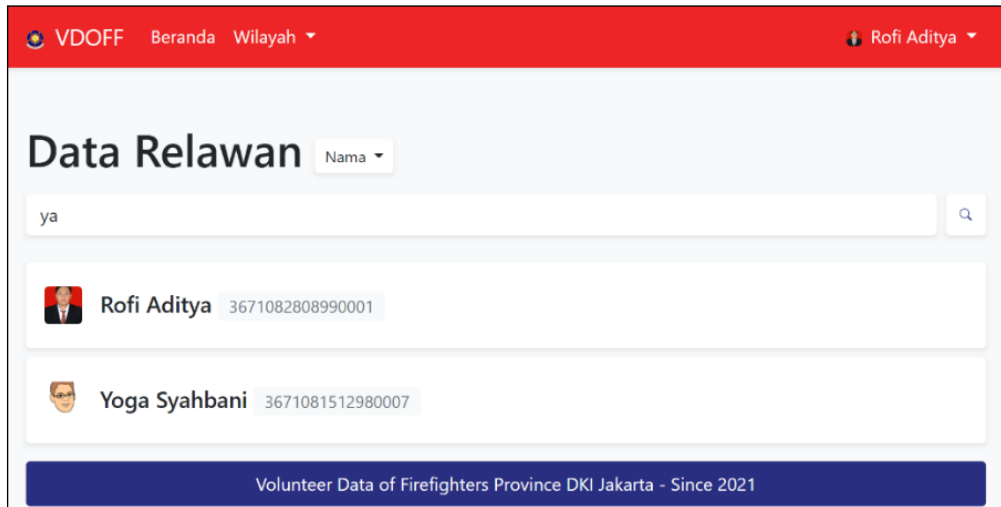 VDOFF Beranda Wilayah Rofi Aditya
Data Relawan Nama
ya
Rofi Aditya 3671082808990001
Yoga Syahbani 3671081512980007
Volunteer Data of Firefighters Province DKI Jakarta - Since 2021